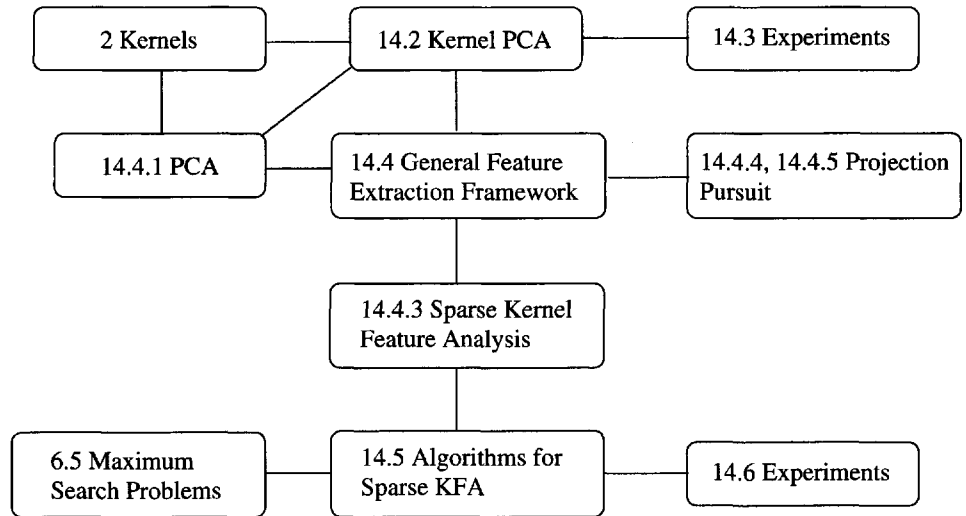 2 Kernels
14.2 Kernel PCA
14.3 Experiments
14.4.1 PCA
14.4 General Feature
Extraction Framework
14.4.4, 14.4.5 Projection
Pursuit
14.4.3 Sparse Kernel
Feature Analysis
6.5 Maximum
Search Problems
14.5 Algorithms for
Sparse KFA
14.6 Experiments